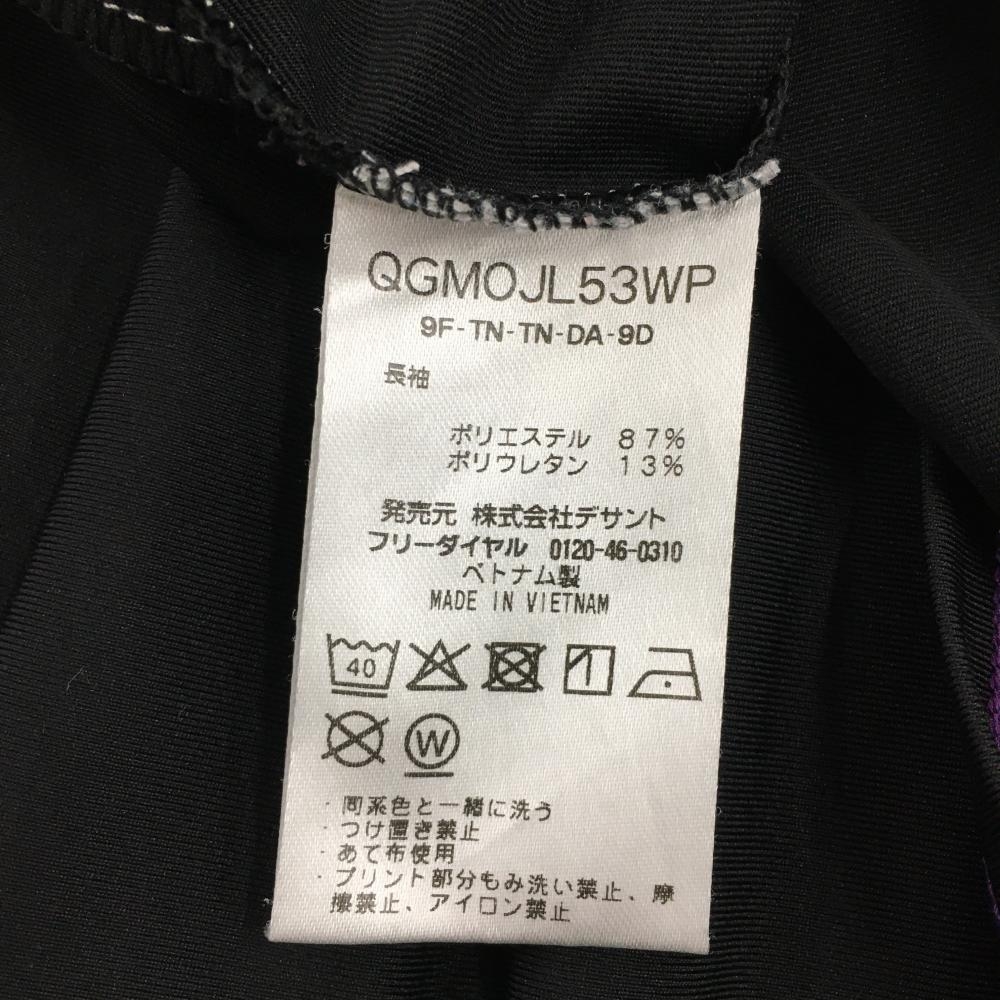 QGMOJL53WP
9F-TN-TN-DA-9D
長袖
ポリエステル 87%
ポリウレタン 13%
発売元 株式会社デサント
フリーダイヤル 0120-46-0310
ベトナム製
MADE IN VIETNAM
40
W
・同系色と一緒に洗う
・つけ置き禁止
・あて布使用
・プリント部分もみ洗い禁止、摩
擦禁止、アイロン禁止